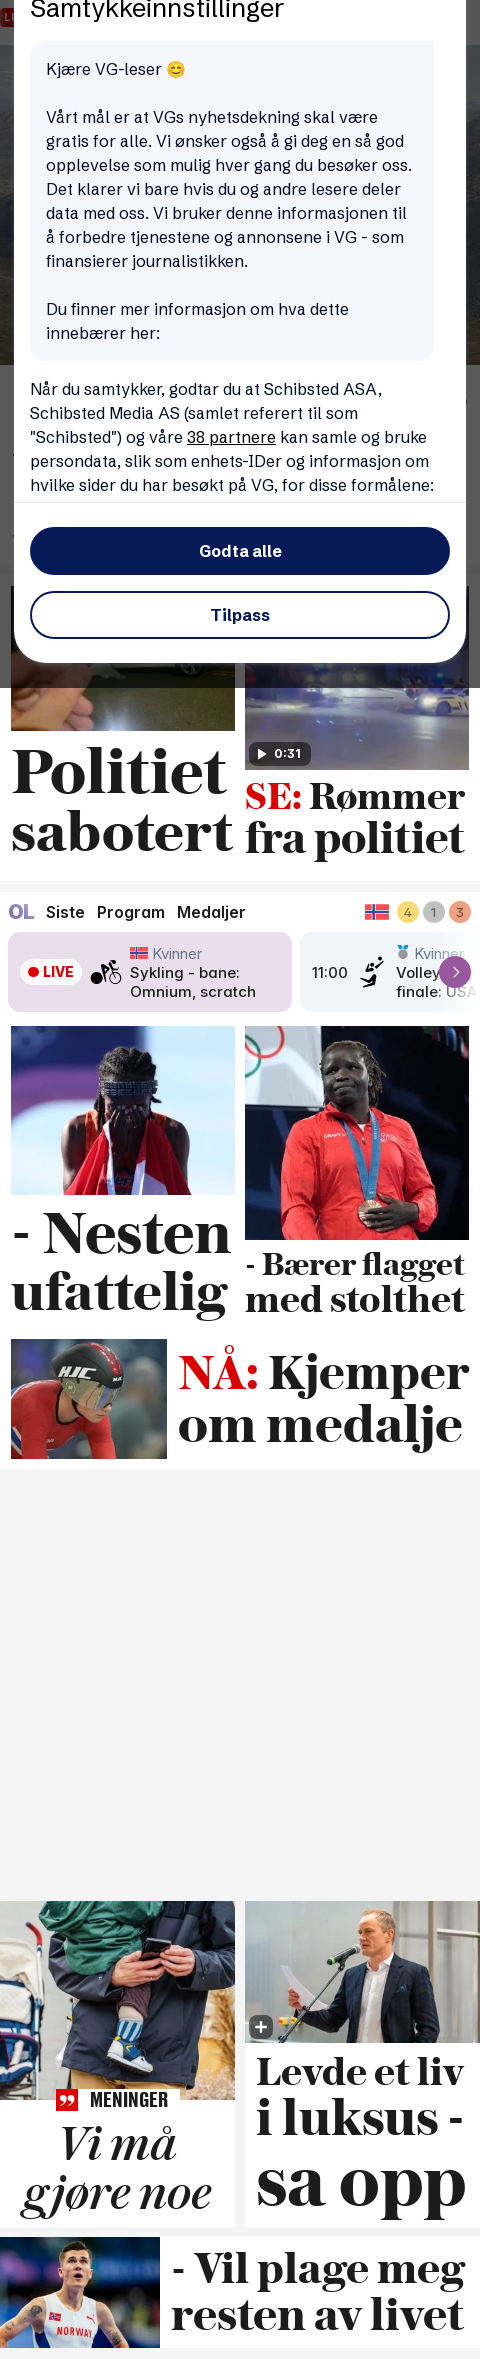 Samtykkeinnstillinger
Kjære VG-leser 😊
Vårt mål er at VGs nyhetsdekning skal være
gratis for alle. Vi ønsker også å gi deg en så god
opplevelse som mulig hver gang du besøker oss.
Det klarer vi bare hvis du og andre lesere deler
data med oss. Vi bruker denne informasjonen til
å forbedre tjenestene og annonsene i VG - som
finansierer journalistikken.
Du finner mer informasjon om hva dette
innebærer her:
Når du samtykker, godtar du at Schibsted ASA,
Schibsted Media AS (samlet referert til som
"Schibsted") og våre 38 partnere kan samle og bruke
persondata, slik som enhets-IDer og informasjon om
hvilke sider du har besøkt på VG, for disse formålene:
Godta alle
Tilpass
0:31
Politiet
sabotert
SE: Rømmer
fra politiet
OL Siste Program Medaljer 4 1 3
LIVE
Kvinner
Sykling - bane:
Omnium, scratch
11:00
Kvinner
Volley
finale: USA
- Nesten
ufattelig
- Bærer flagget
med stolthet
HJC
NÅ: Kjemper
om medalje
MENINGER
Vi må
gjøre noe
Levde et liv
i luksus -
sa opp
NORWAY
- Vil plage meg
resten av livet